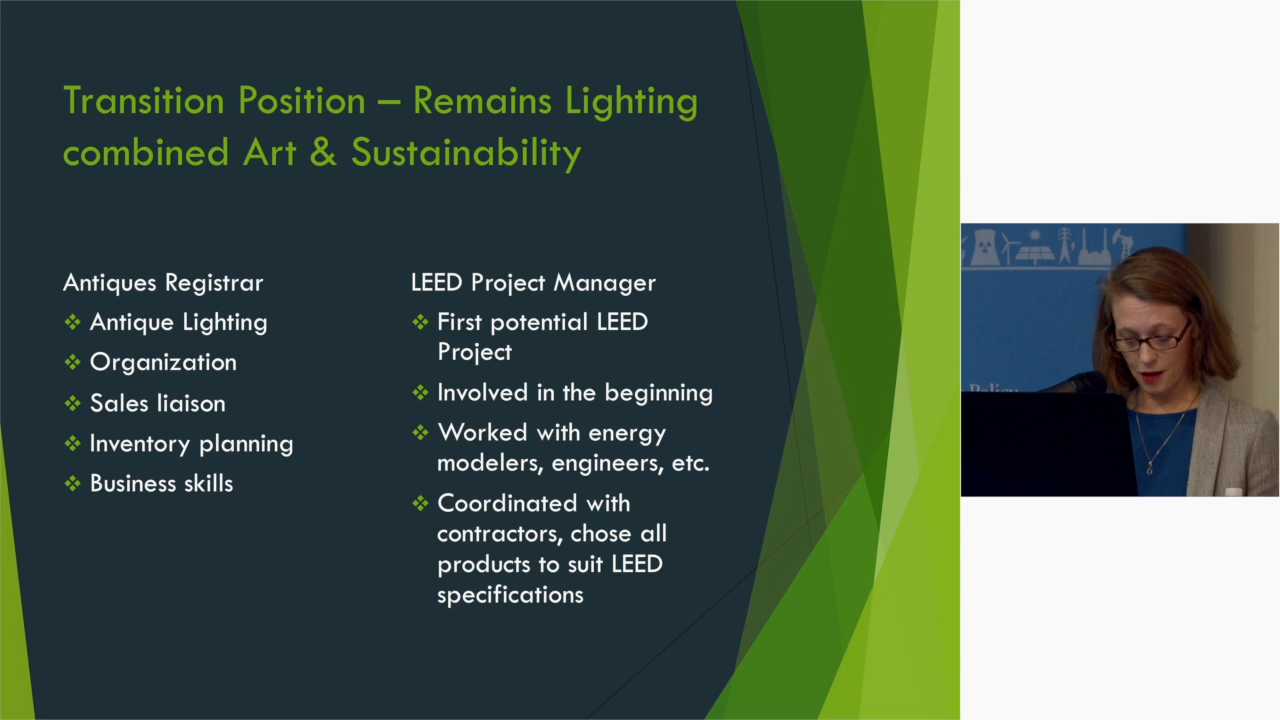 Transition Position – Remains Lighting
combined Art & Sustainability
Antiques Registrar
Antique Lighting
Organization
Sales liaison
Inventory planning
Business skills
LEED Project Manager
First potential LEED
Project
Involved in the beginning
Worked with energy
modelers, engineers, etc.
Coordinated with
contractors, chose all
products to suit LEED
specifications
Policy